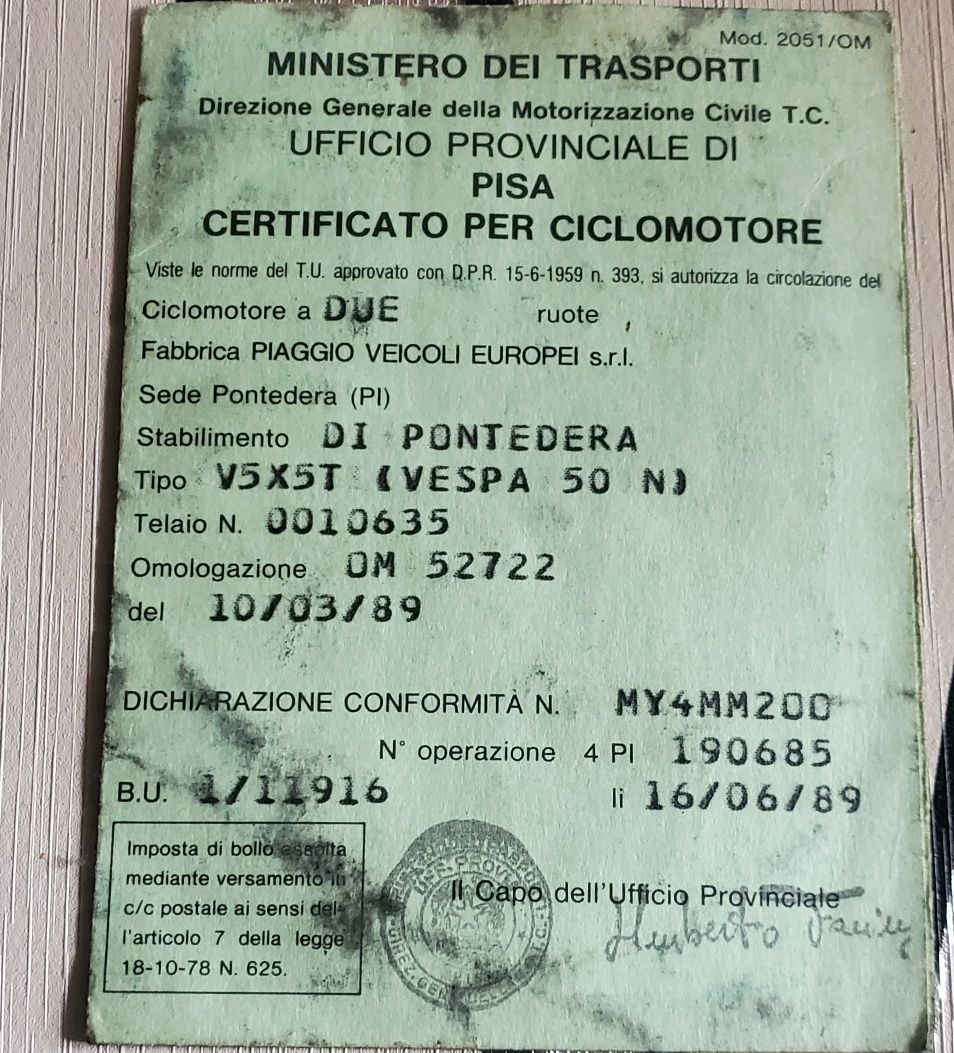 Mod. 2051/OM
MINISTERO DEI TRASPORTI
Direzione Generale della Motorizzazione Civile T.C.
UFFICIO PROVINCIALE DI
PISA
CERTIFICATO PER CICLOMOTORE
Viste le norme del T.U. approvato con D.P.R. 15-6-1959 n. 393, si autorizza la circolazione del
Ciclomotore a DUE ruote
Fabbrica PIAGGIO VEICOLI EUROPEI s.r.l.
Sede Pontedera (PI)
Stabilimento DI PONTEDERA
Tipo V5X5T (VESPA 50 N)
Telaio N. 0010635
Omologazione OM 52722
del 10/03/89
DICHIARAZIONE CONFORMITÀ N. MY4MM200
N° operazione 4 PI 190685
B.U. 1/11916 li 16/06/89
Imposta di bollo assolta
mediante versamento in
c/c postale ai sensi del-
l'articolo 7 della legge
18-10-78 N. 625.
Il Capo dell'Ufficio Provinciale